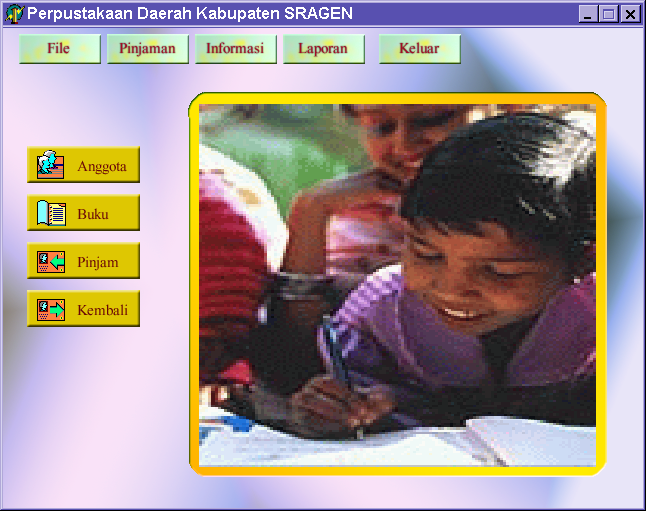 Perpustakaan Daerah Kabupaten SRAGEN
File Pinjaman Informasi Laporan Keluar
Anggota
Buku
Pinjam
Kembali